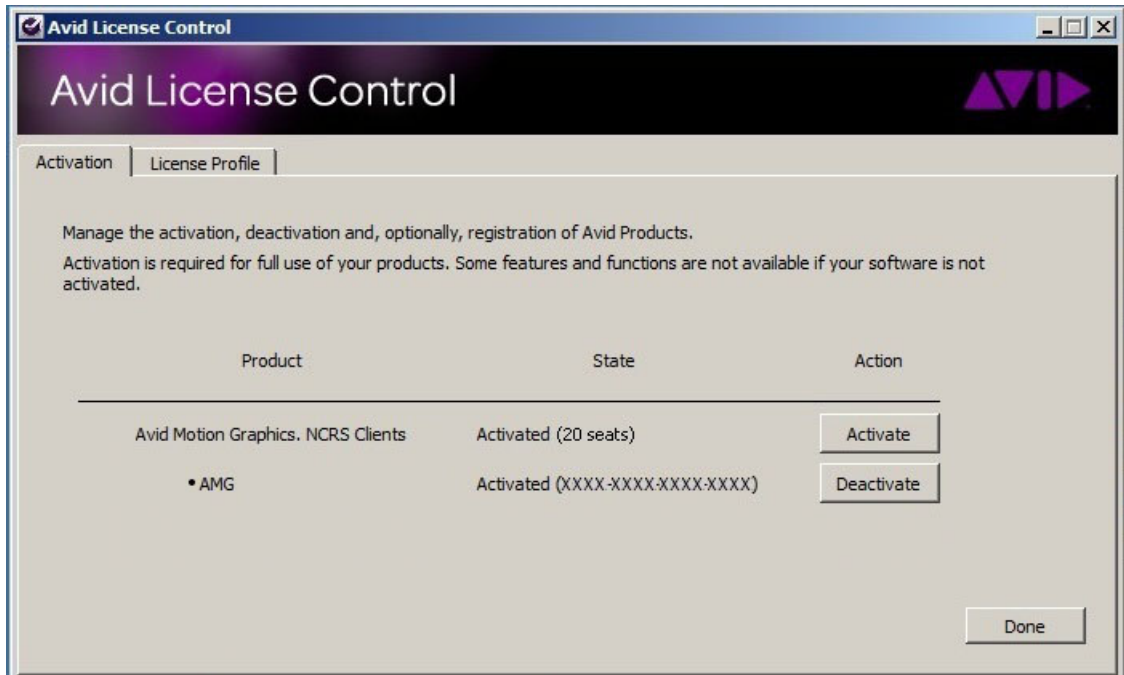 Avid License Control
Avid License Control
AVID
Activation
License Profile
Manage the activation, deactivation and, optionally, registration of Avid Products.
Activation is required for full use of your products. Some features and functions are not available if your software is not
activated.
Product State Action
Avid Motion Graphics. NCRS Clients Activated (20 seats) Activate
• AMG Activated (XXXX-XXXX-XXXX-XXXX) Deactivate
Done